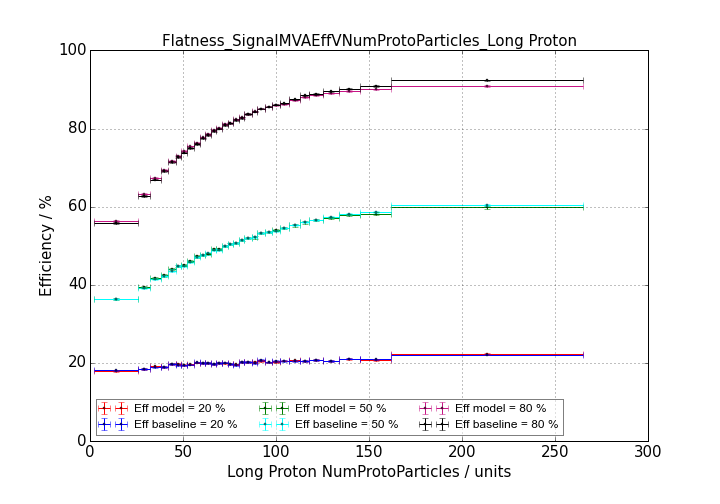 Flatness_SignalMVAEffVNumProtoParticles_Long Proton
100
80
60
40
20
0
Efficiency / %
Eff model = 20 % Eff model = 50 % Eff model = 80 %
Eff baseline = 20 % Eff baseline = 50 % Eff baseline = 80 %
0 50 100 150 200 250 300
Long Proton NumProtoParticles / units